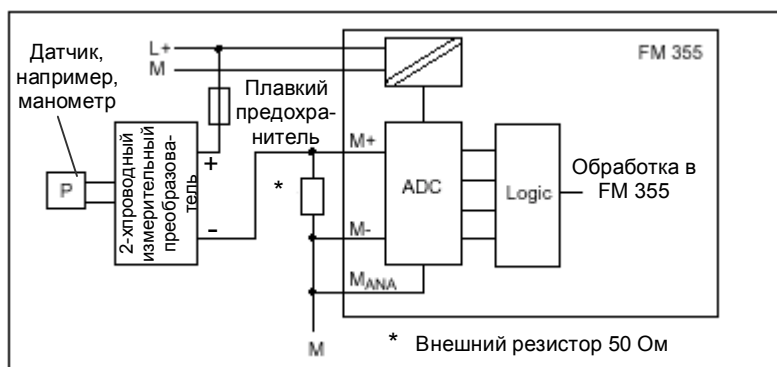 Датчик,
например,
манометр
L+
M
FM 355
Плавкий
предохра-
нитель
P
2-хпроводный
измерительный
преобразова-
тель
+
-
*
M+
M-
MANA
ADC
Logic
Обработка в
FM 355
M
* Внешний резистор 50 Ом